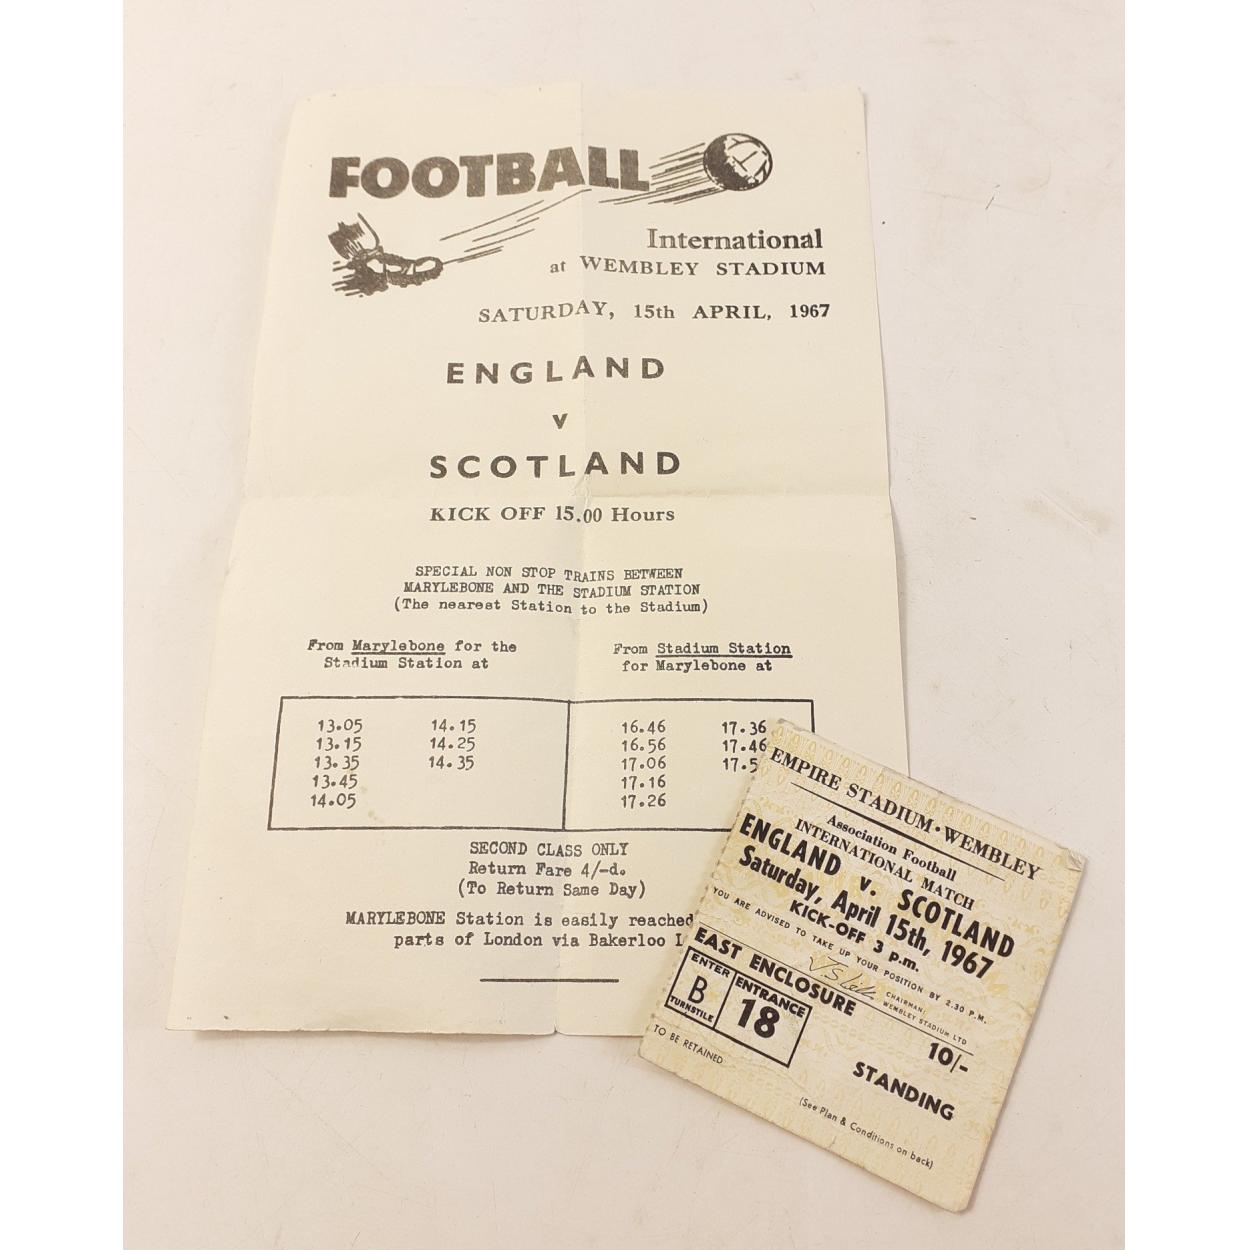 FOOTBALL
International
at WEMBLEY STADIUM
SATURDAY, 15th APRIL, 1967
ENGLAND
v
SCOTLAND
KICK OFF 15.00 Hours
SPECIAL NON STOP TRAINS BETWEEN
MARYLEBONE AND THE STADIUM STATION
(The nearest Station to the Stadium)
From Marylebone for the
Stadium Station at
13.05 14.15
13.15 14.25
13.35 14.35
13.45
14.05
From Stadium Station
for Marylebone at
16.46 17.36
16.56 17.46
17.06
17.16
17.26
SECOND CLASS ONLY
Return Fare 4/-d.
(To Return Same Day)
MARYLEBONE Station is easily reached
parts of London via Bakerloo
EMPIRE STADIUM · WEMBLEY
Association Football
INTERNATIONAL MATCH
ENGLAND v. SCOTLAND
Saturday, April 15th, 1967
KICK-OFF 3 p.m.
YOU ARE ADVISED TO TAKE UP YOUR POSITION BY 2.30 P.M.
CHAIRMAN:
WEMBLEY STADIUM LTD
EAST ENCLOSURE
ENTER
B
TURNSTILE
ENTRANCE
18
10/-
STANDING
TO BE RETAINED
(See Plan & Conditions on back)